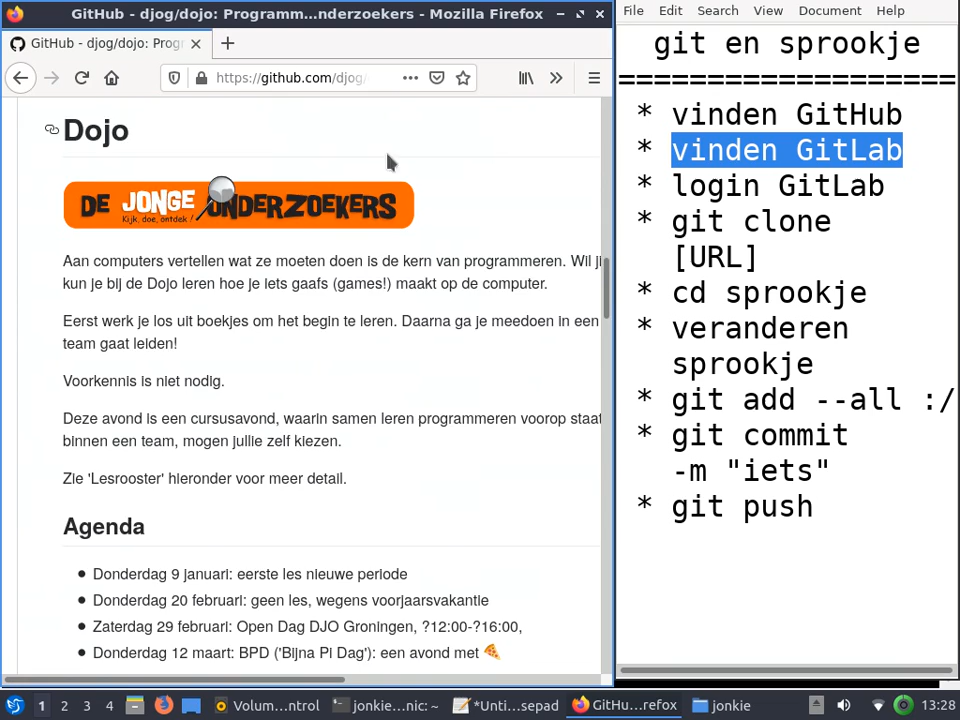 GitHub - djog/dojo: Programm...nderzoekers - Mozilla Firefox
GitHub - djog/dojo: Prog
https://github.com/djog/
Dojo
DE JONGE ONDERZOEKERS
Kijk, doe, ontdek!
Aan computers vertellen wat ze moeten doen is de kern van programmeren. Wil ji
kun je bij de Dojo leren hoe je iets gaafs (games!) maakt op de computer.
Eerst werk je los uit boekjes om het begin te leren. Daarna ga je meedoen in een
team gaat leiden!
Voorkennis is niet nodig.
Deze avond is een cursusavond, waarin samen leren programmeren voorop staat
binnen een team, mogen jullie zelf kiezen.
Zie 'Lesrooster' hieronder voor meer detail.
Agenda
Donderdag 9 januari: eerste les nieuwe periode
Donderdag 20 februari: geen les, wegens voorjaarsvakantie
Zaterdag 29 februari: Open Dag DJO Groningen, ?12:00-?16:00,
Donderdag 12 maart: BPD ('Bijna Pi Dag'): een avond met 🍕
File Edit Search View Document Help
git en sprookje
===================
* vinden GitHub
* vinden GitLab
* login GitLab
* git clone
[URL]
* cd sprookje
* veranderen
sprookje
* git add --all :/
* git commit
-m "iets"
* git push
1 2 3 4 Volum...ntrol jonkie...nic: ~ *Unti...sepad GitHu...refox jonkie 13:28